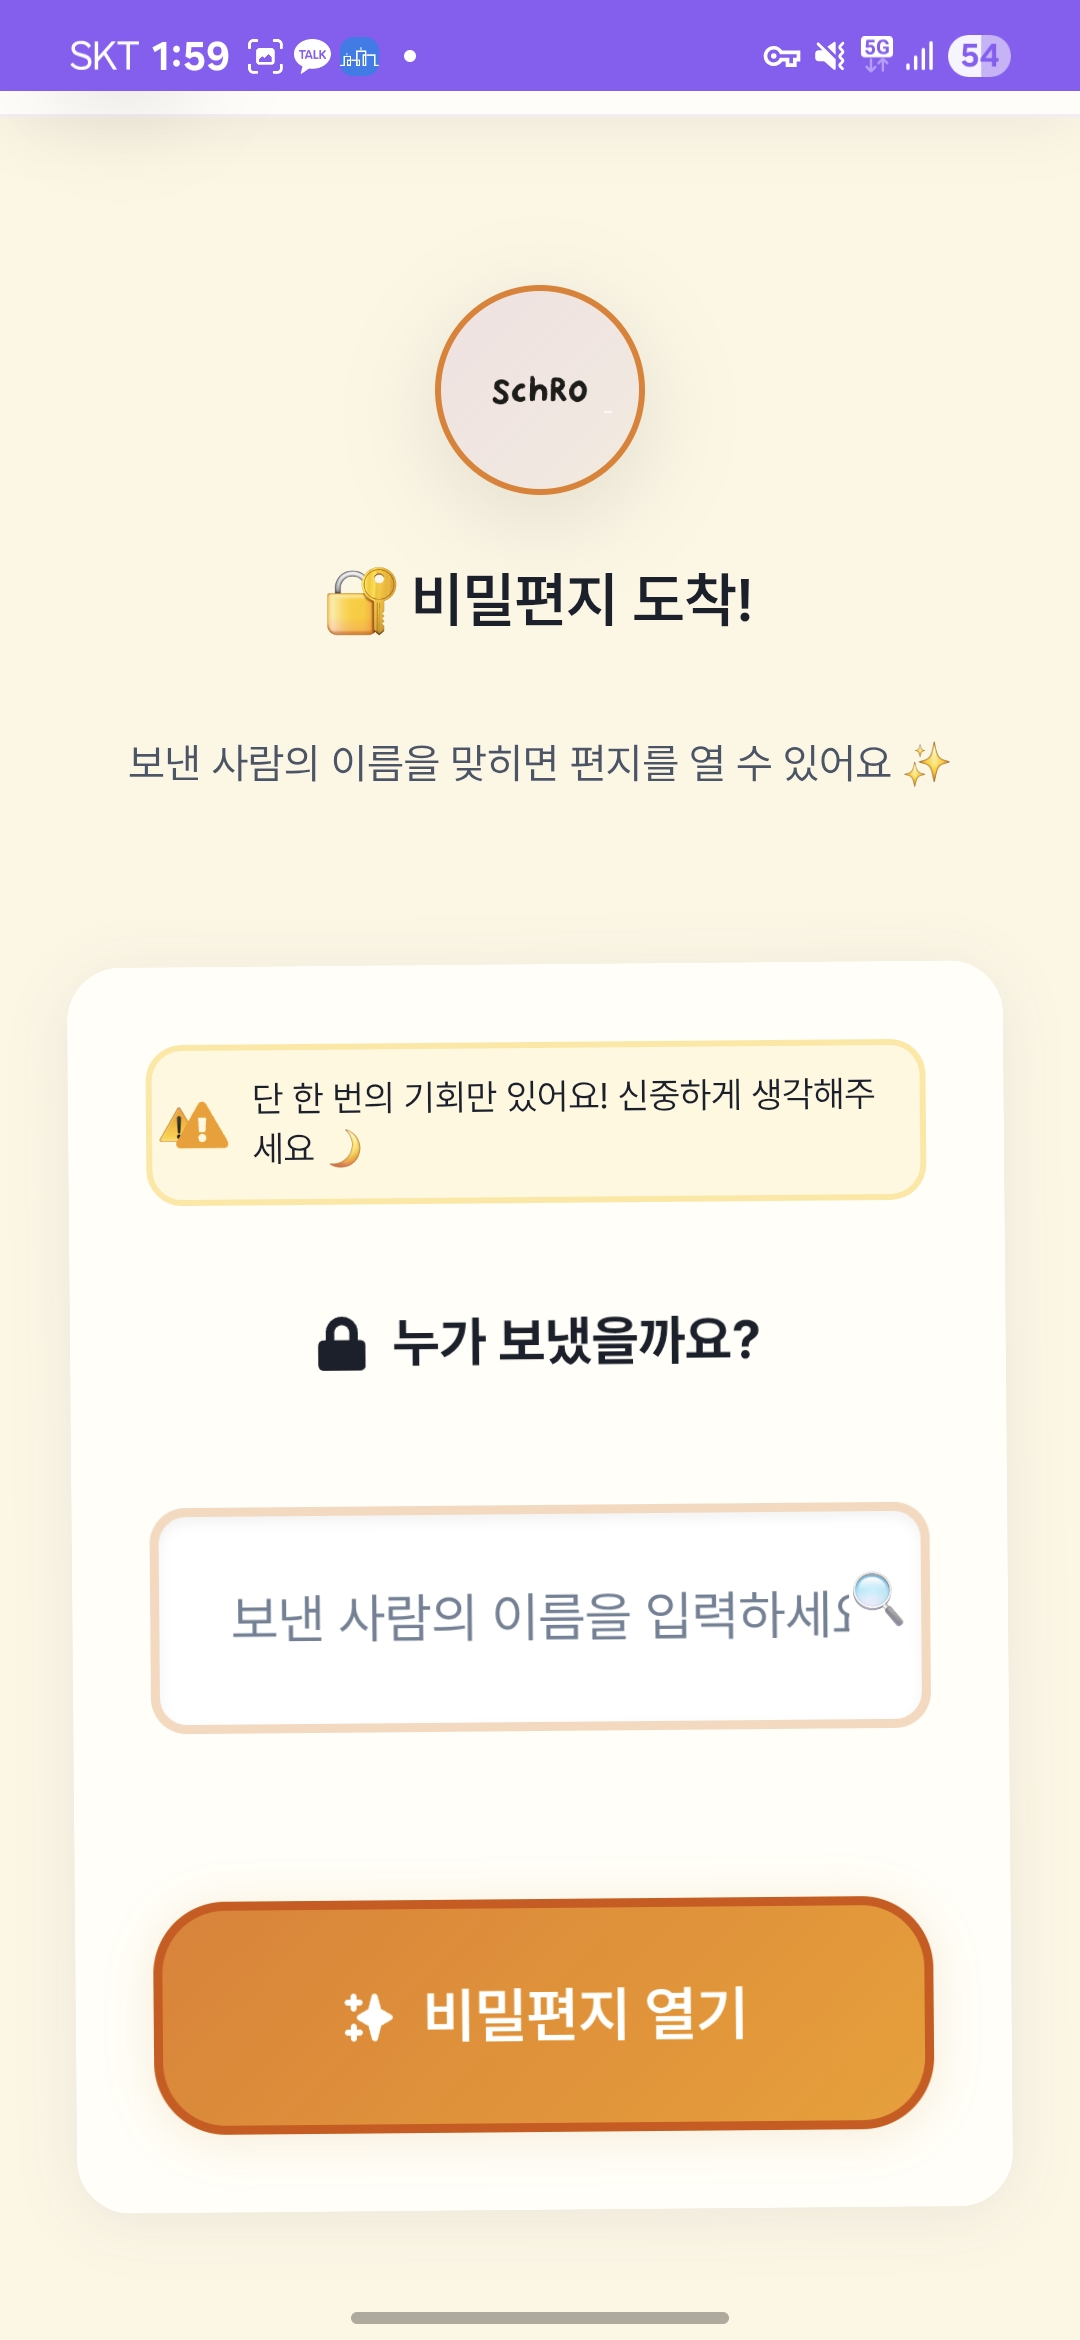 SKT 1:59 TALK 5G 54
SchRo
비밀편지 도착!
보낸 사람의 이름을 맞히면 편지를 열 수 있어요
단 한 번의 기회만 있어요! 신중하게 생각해주
세요
누가 보냈을까요?
보낸 사람의 이름을 입력하세
비밀편지 열기